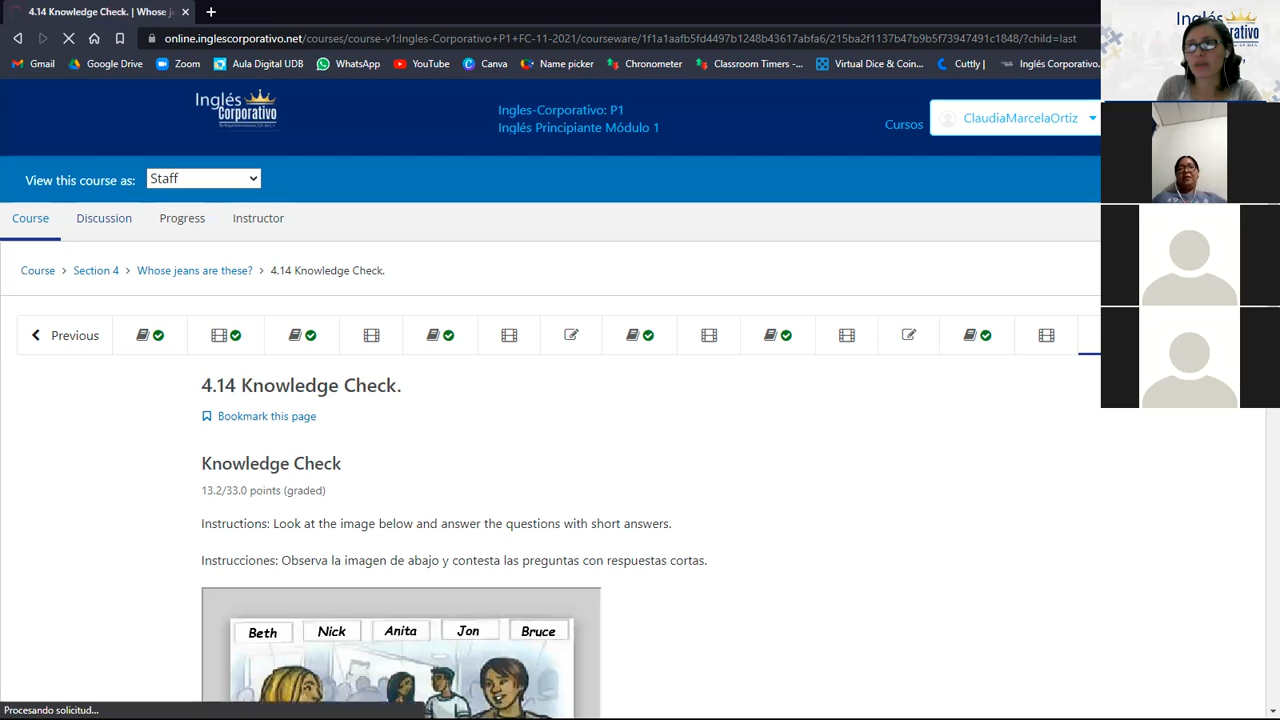 4.14 Knowledge Check. | Whose j
online.inglescorporativo.net/courses/course-v1:Ingles-Corporativo+P1+FC-PM1-2021/courseware/1f1a1aafb5fd4497b1249b436f61d7a6/215ba2f1137b47b9b5f73947491c1848/?child=last
Gmail
Google Drive
Zoom
Aula Digital UDB
WhatsApp
YouTube
Color picker
Chronometer
Classroom Timers -...
Virtual Dice & Coin...
Cuttly |
Inglés Corporativo.
Inglés
Corporativo
Ingles-Corporativo: P1
Inglés Principiante Módulo 1
Cursos
ClaudiaMarcelaOrtiz
View this course as:
Staff
Course
Discussion
Progress
Instructor
Course > Section 4 > Whose jeans are these? > 4.14 Knowledge Check.
Previous
4.14 Knowledge Check.
Bookmark this page
Knowledge Check
13.2/33.0 points (graded)
Instructions: Look at the image below and answer the questions with short answers.
Instrucciones: Observa la imagen de abajo y contesta las preguntas con respuestas cortas.
Beth
Nick
Anita
Jon
Bruce
Procesando solicitud...